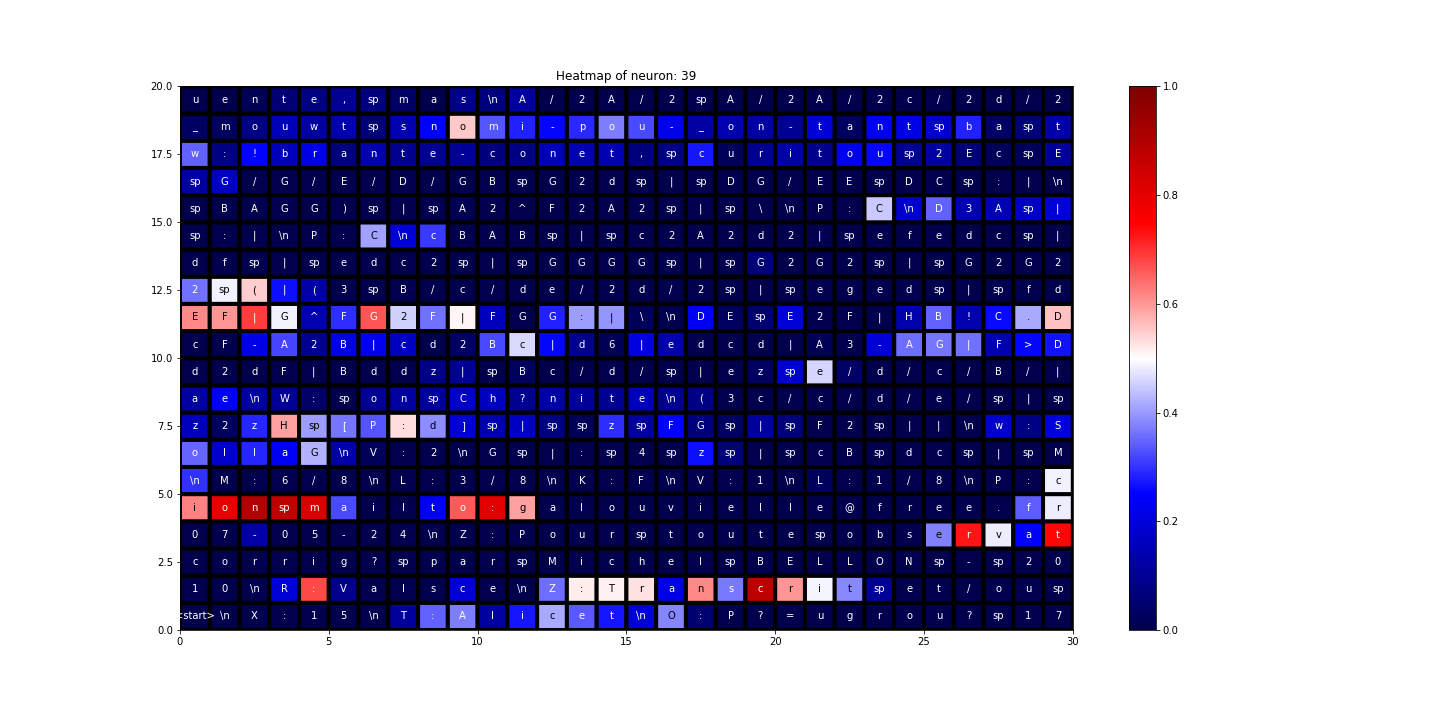 Heatmap of neuron: 39
20.0
u e n t e , sp m a s \n A / 2 A / 2 sp A / 2 A / 2 c / 2 d / 2
_ m o u w t sp s n o m i - p o u - _ o n - t a n t sp b a sp t
17.5
w : ! b r a n t e - c o n e t , sp c u r i t o u sp 2 E c sp E
sp G / G / E / D / G B sp G 2 d sp | sp D G / E E sp D C sp : | \n
sp B A G G ) sp | sp A 2 ^ F 2 A 2 sp | sp \ \n P : C \n D 3 A sp |
15.0
sp : | \n P : C \n c B A B sp | sp c 2 A 2 d 2 | sp e f e d c sp |
d f sp | sp e d c 2 sp | sp G G G G sp | sp G 2 G 2 sp | sp G 2 G 2
12.5
2 sp ( | ( 3 sp B / c / d e / 2 d / 2 sp | sp e g e d sp | sp f d
E F | G ^ F G 2 F | F G G : | \ \n D E sp E 2 F | H B ! C . D
c F - A 2 B | c d 2 B c | d 6 | e d c d | A 3 - A G | F > D
10.0
d 2 d F | B d d z | sp B c / d / sp | e z sp e / d / c / B / |
a e \n W : sp o n sp C h ? n i t e \n ( 3 c / c / d / e / sp | sp
7.5
z 2 z H sp [ P : d ] sp | sp sp z sp F G sp | sp F 2 sp | | \n w : S
o l l a G \n V : 2 \n G sp | : sp 4 sp z sp | sp c B sp d c sp | sp M
\n M : 6 / 8 \n L : 3 / 8 \n K : F \n V : 1 \n L : 1 / 8 \n P : c
5.0
i o n sp m a i l t o : g a l o u v i e l l e @ f r e e . f r
0 7 - 0 5 - 2 4 \n Z : P o u r sp t o u t e sp o b s e r v a t
2.5
c o r r i g ? sp p a r sp M i c h e l sp B E L L O N sp - sp 2 0
1 0 \n R : V a l s c e \n Z : T r a n s c r i t sp e t / o u sp
<start> \n X : 1 5 \n T : A l i c e t \n O : P ? = u g r o u ? sp 1 7
0.0
0 5 10 15 20 25 30
1.0
0.8
0.6
0.4
0.2
0.0